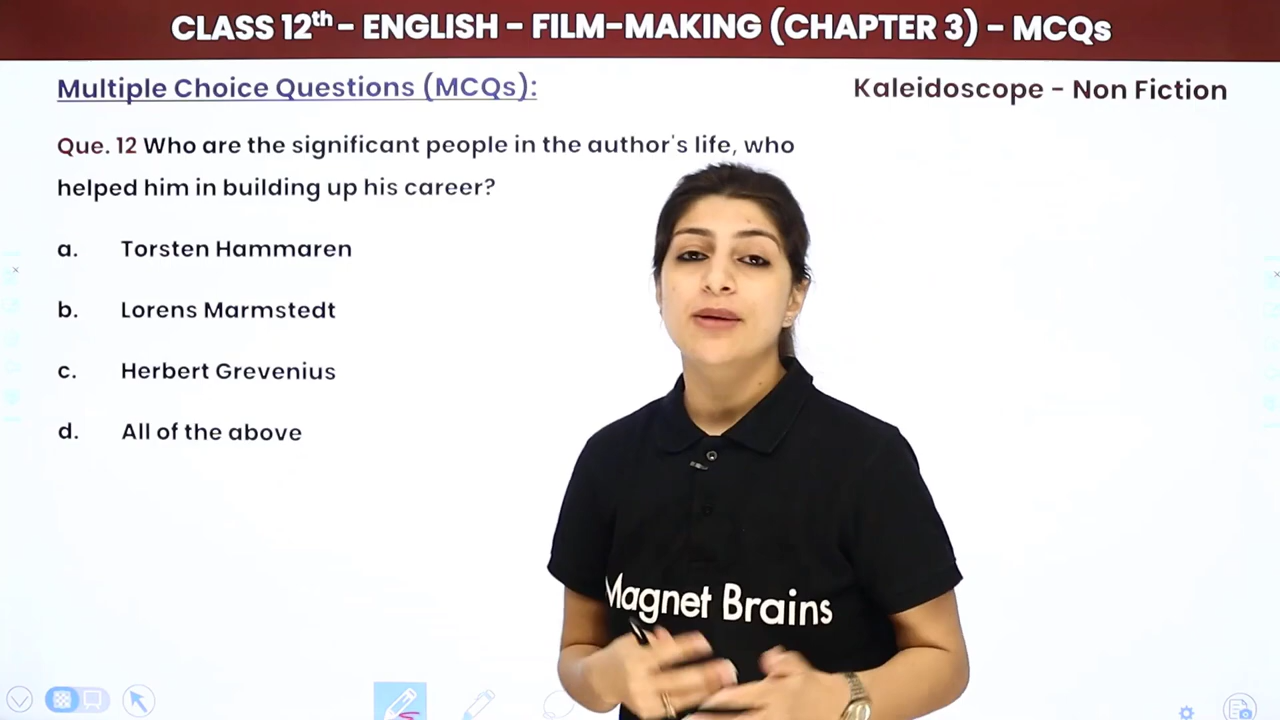 CLASS 12th - ENGLISH - FILM-MAKING (CHAPTER 3) - MCQs
Multiple Choice Questions (MCQs):
Kaleidoscope - Non Fiction
Que. 12 Who are the significant people in the author's life, who
helped him in building up his career?
a. Torsten Hammaren
b. Lorens Marmstedt
c. Herbert Grevenius
d. All of the above
Magnet Brains